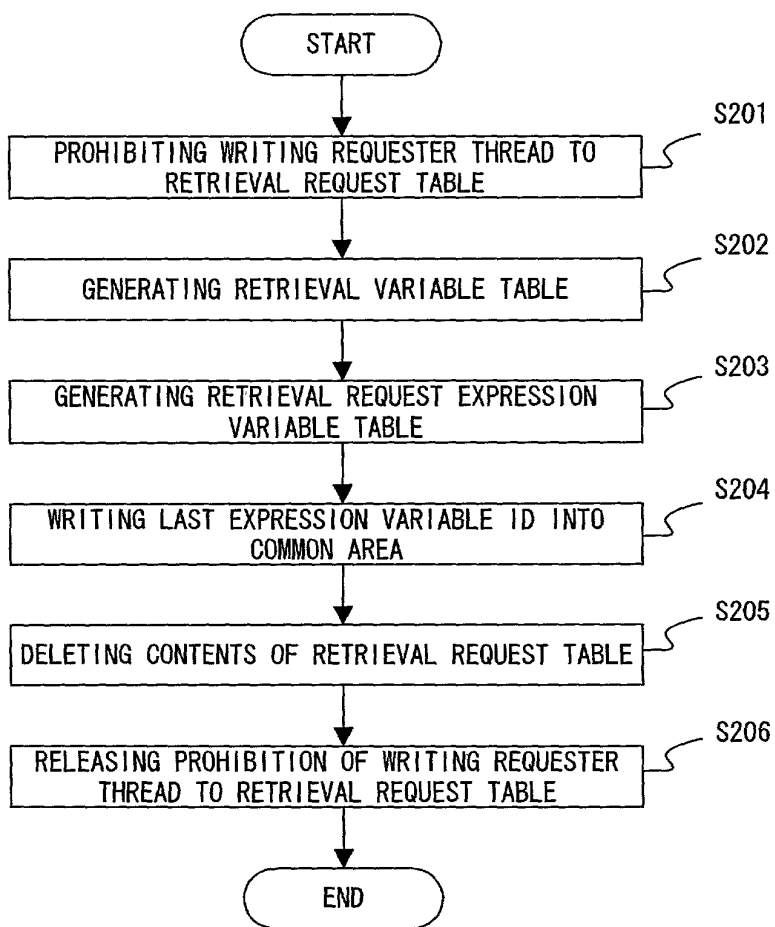 START
S201
PROHIBITING WRITING REQUESTER THREAD TO
RETRIEVAL REQUEST TABLE
S202
GENERATING RETRIEVAL VARIABLE TABLE
S203
GENERATING RETRIEVAL REQUEST EXPRESSION
VARIABLE TABLE
S204
WRITING LAST EXPRESSION VARIABLE ID INTO
COMMON AREA
S205
DELETING CONTENTS OF RETRIEVAL REQUEST TABLE
S206
RELEASING PROHIBITION OF WRITING REQUESTER
THREAD TO RETRIEVAL REQUEST TABLE
END